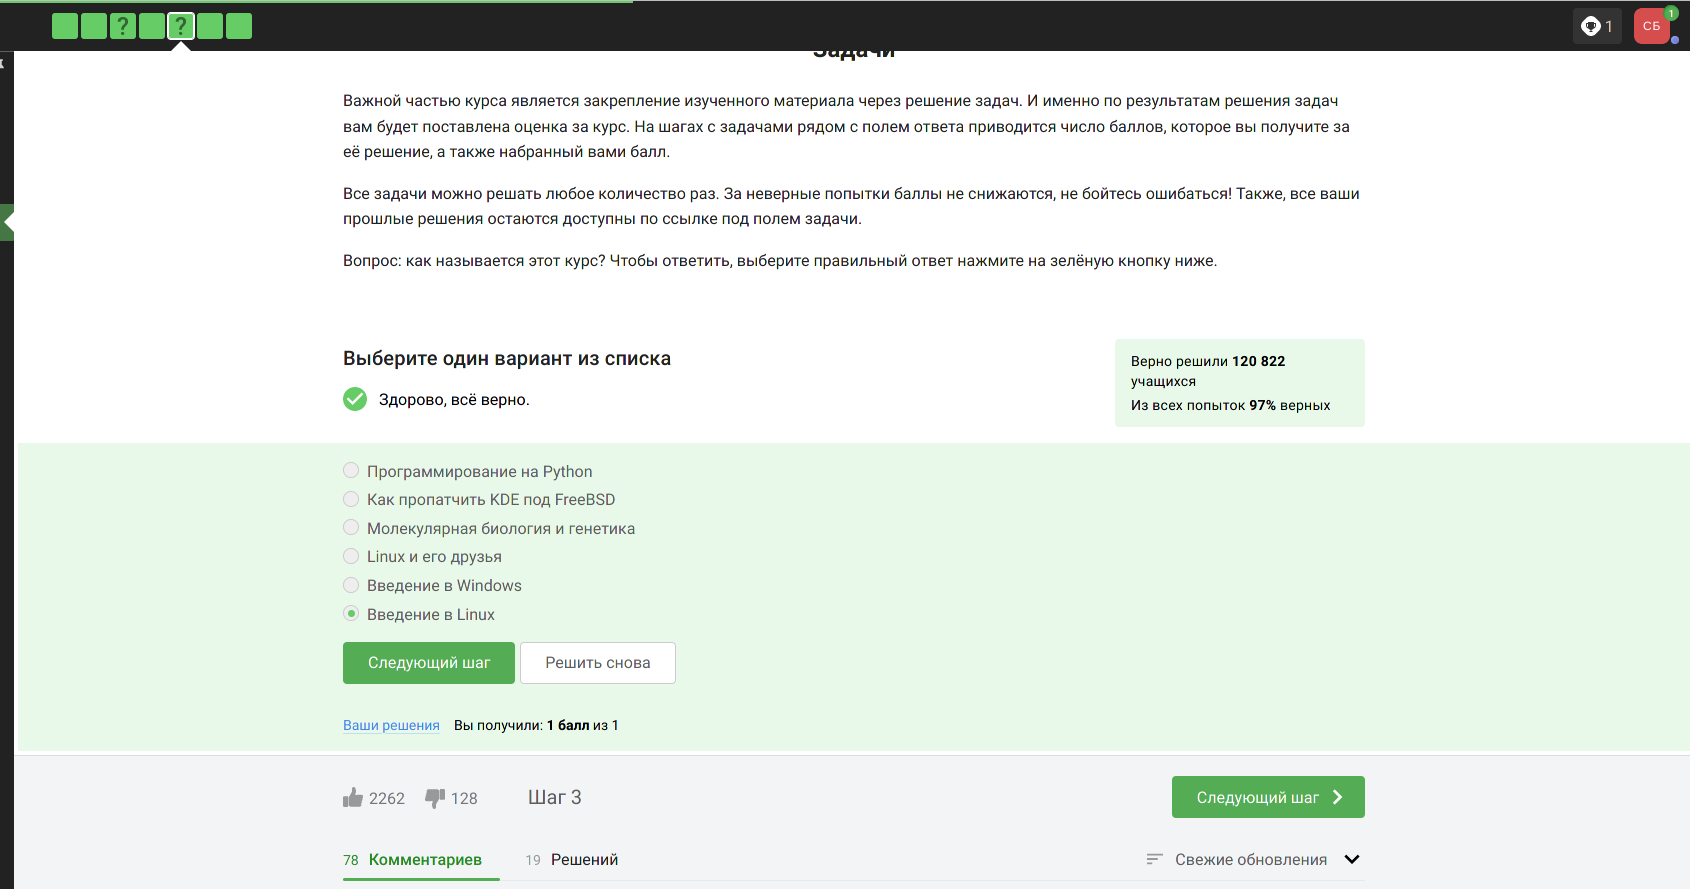 ?
?
1
СБ
1
Задачи
Важной частью курса является закрепление изученного материала через решение задач. И именно по результатам решения задач
вам будет поставлена оценка за курс. На шагах с задачами рядом с полем ответа приводится число баллов, которое вы получите за
её решение, а также набранный вами балл.
Все задачи можно решать любое количество раз. За неверные попытки баллы не снижаются, не бойтесь ошибаться! Также, все ваши
прошлые решения остаются доступны по ссылке под полем задачи.
Вопрос: как называется этот курс? Чтобы ответить, выберите правильный ответ нажмите на зелёную кнопку ниже.
Выберите один вариант из списка
Здорово, всё верно.
Верно решили 120 822
учащихся
Из всех попыток 97% верных
Программирование на Python
Как пропатчить KDE под FreeBSD
Молекулярная биология и генетика
Linux и его друзья
Введение в Windows
Введение в Linux
Следующий шаг
Решить снова
Ваши решения Вы получили: 1 балл из 1
2262 128 Шаг 3
Следующий шаг
78 Комментариев 19 Решений
Свежие обновления